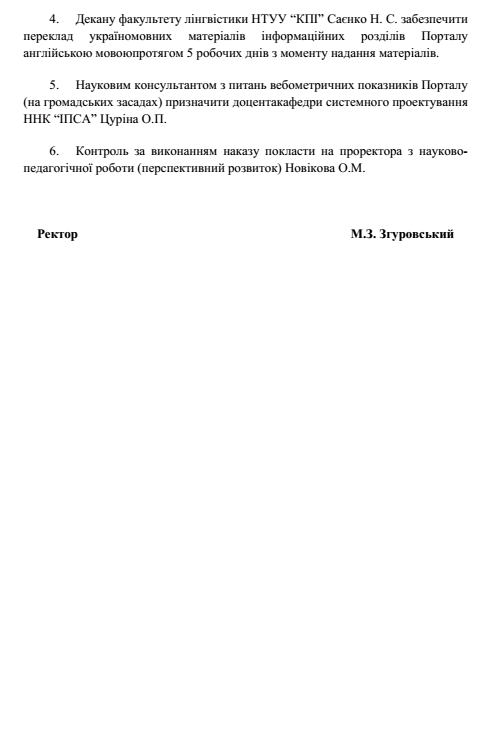 4. Декану факультету лінгвістики НТУУ “КПІ” Саєнко Н. С. забезпечити
переклад україномовних матеріалів інформаційних розділів Порталу
англійською мовоюпротягом 5 робочих днів з моменту надання матеріалів.
5. Науковим консультантом з питань вебометричних показників Порталу
(на громадських засадах) призначити доцентакафедри системного проектування
ННК “ІПСА” Цуріна О.П.
6. Контроль за виконанням наказу покласти на проректора з науково-
педагогічної роботи (перспективний розвиток) Новікова О.М.
Ректор М.З. Згуровський